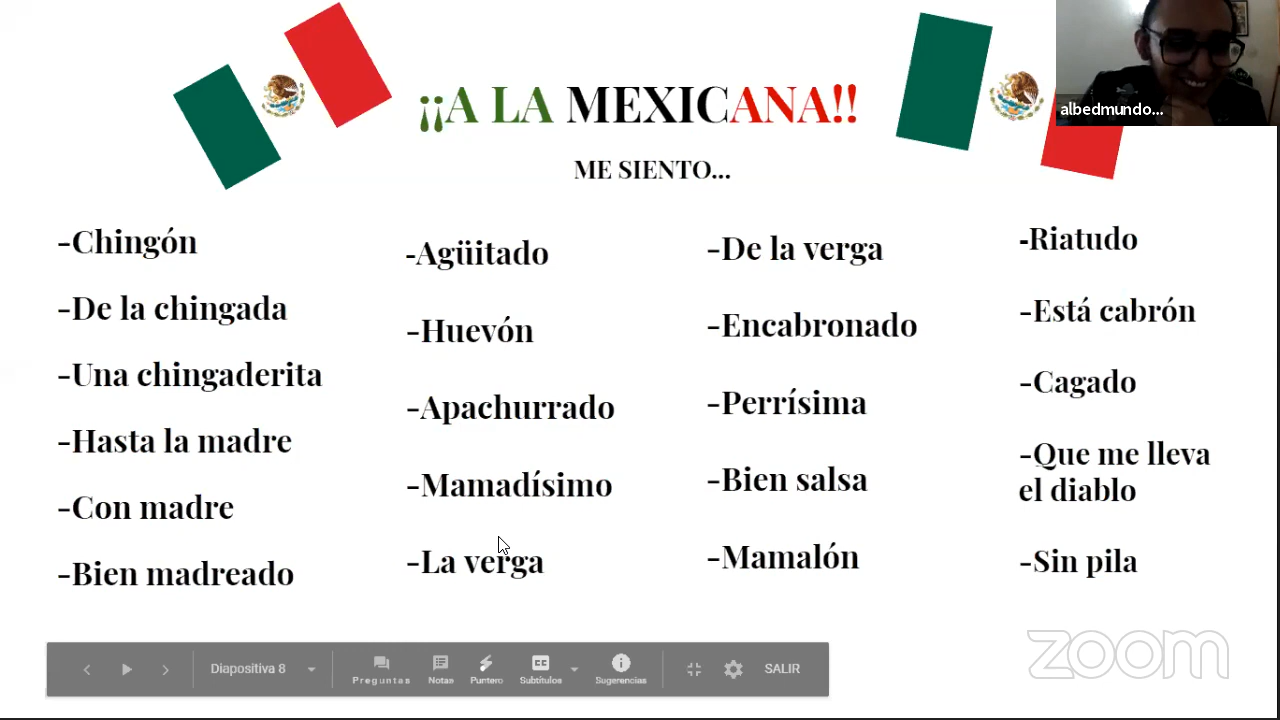 ¡¡A LA MEXICANA!!
albedmundo...
ME SIENTO...
-Chingón
-De la chingada
-Una chingaderita
-Hasta la madre
-Con madre
-Bien madreado
-Agüitado
-Huevón
-Apachurrado
-Mamadísimo
-La verga
-De la verga
-Encabronado
-Perrísima
-Bien salsa
-Mamalón
-Riatudo
-Está cabrón
-Cagado
-Que me lleva
el diablo
-Sin pila
zoom
Diapositiva 8
Preguntas
Notas
Puntero
Subtítulos
Sugerencias
SALIR